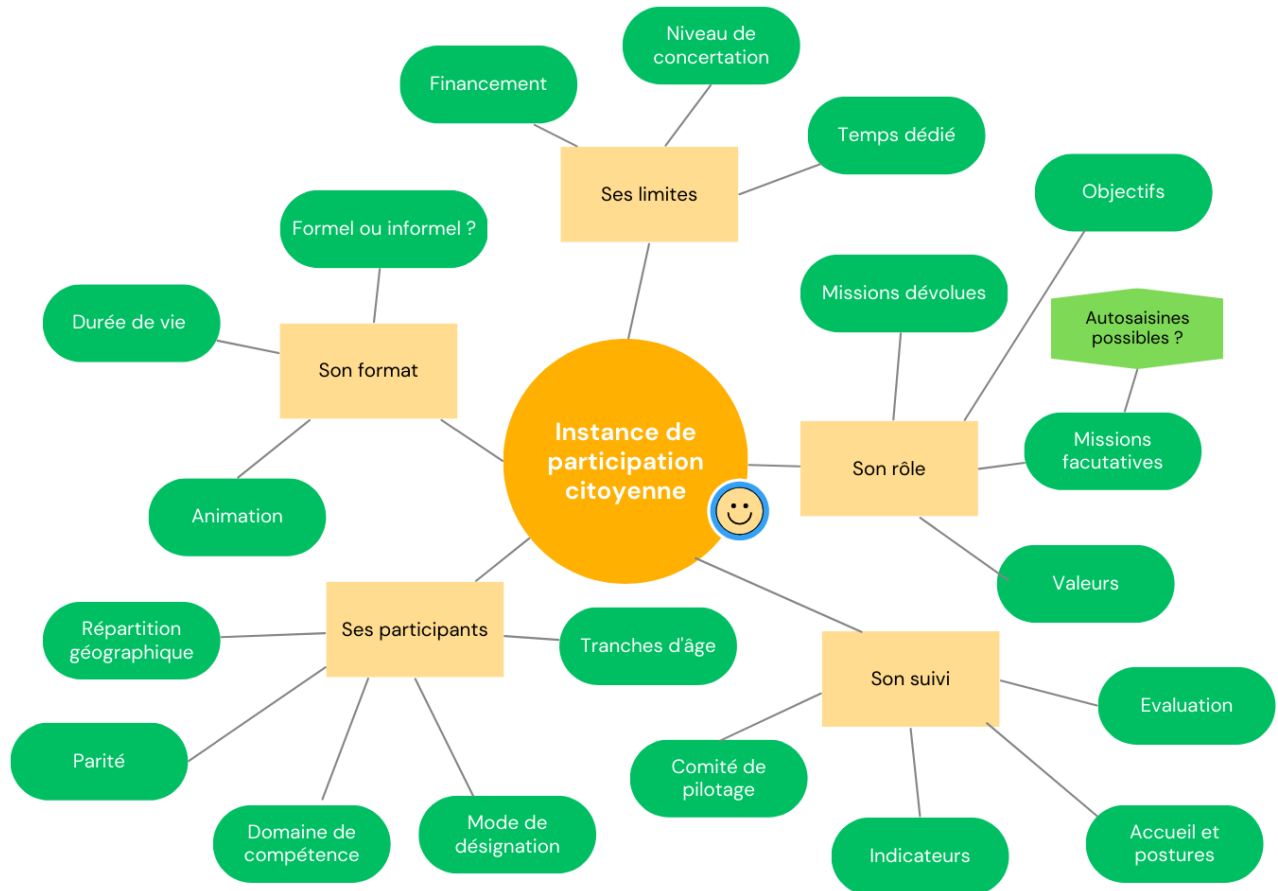 Niveau de
concertation
Financement
Temps dédié
Ses limites
Objectifs
Formel ou informel ?
Missions dévolues
Autosaisines
possibles ?
Durée de vie
Son format
Instance de
participation
citoyenne
Son rôle
Missions
facutatives
Animation
Valeurs
Répartition
géographique
Ses participants
Tranches d'âge
Son suivi
Evaluation
Parité
Comité de
pilotage
Domaine de
compétence
Mode de
désignation
Indicateurs
Accueil et
postures